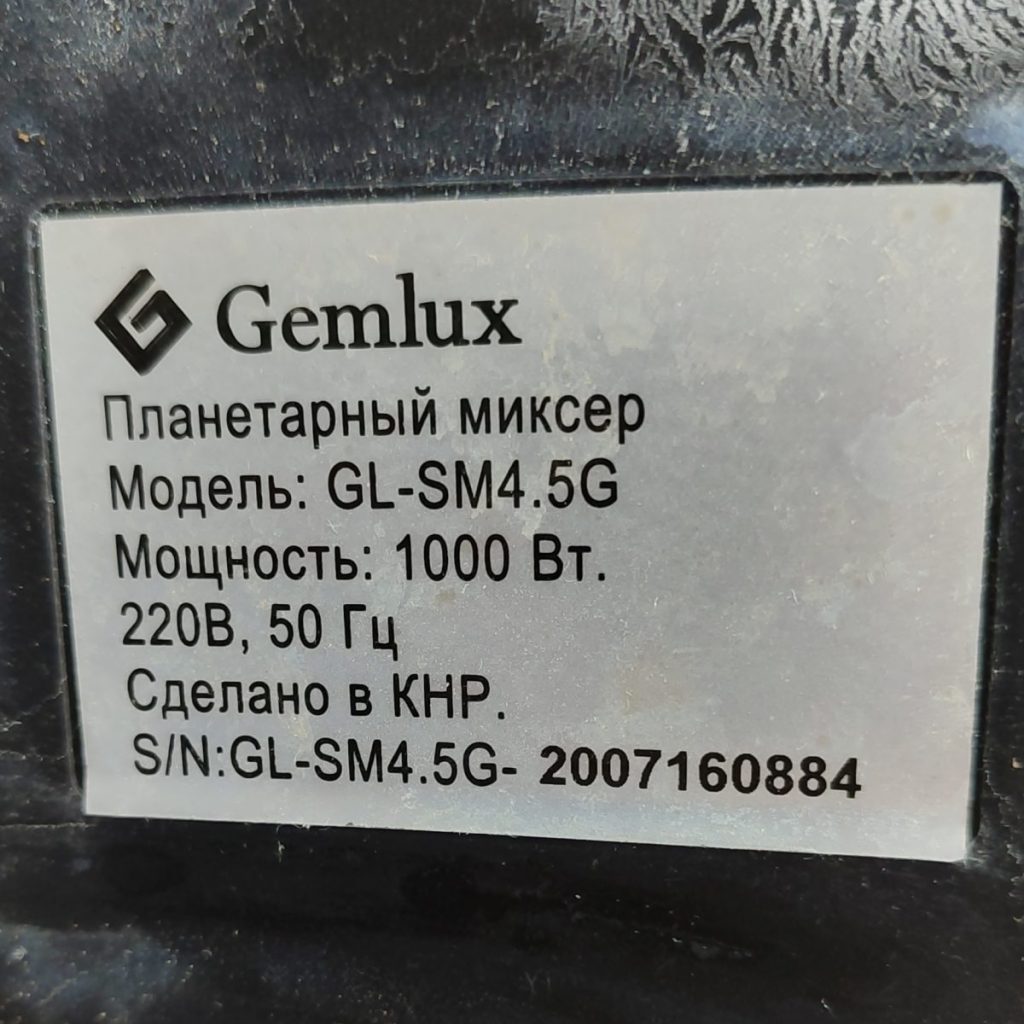 Gemlux
Планетарный миксер
Модель: GL-SM4.5G
Мощность: 1000 Вт.
220В, 50 Гц
Сделано в КНР.
S/N:GL-SM4.5G- 2007160884